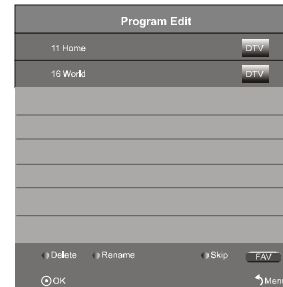 Program Edit
11 Home DTV
16 World DTV
Delete Rename Skip FAV
OK Menu